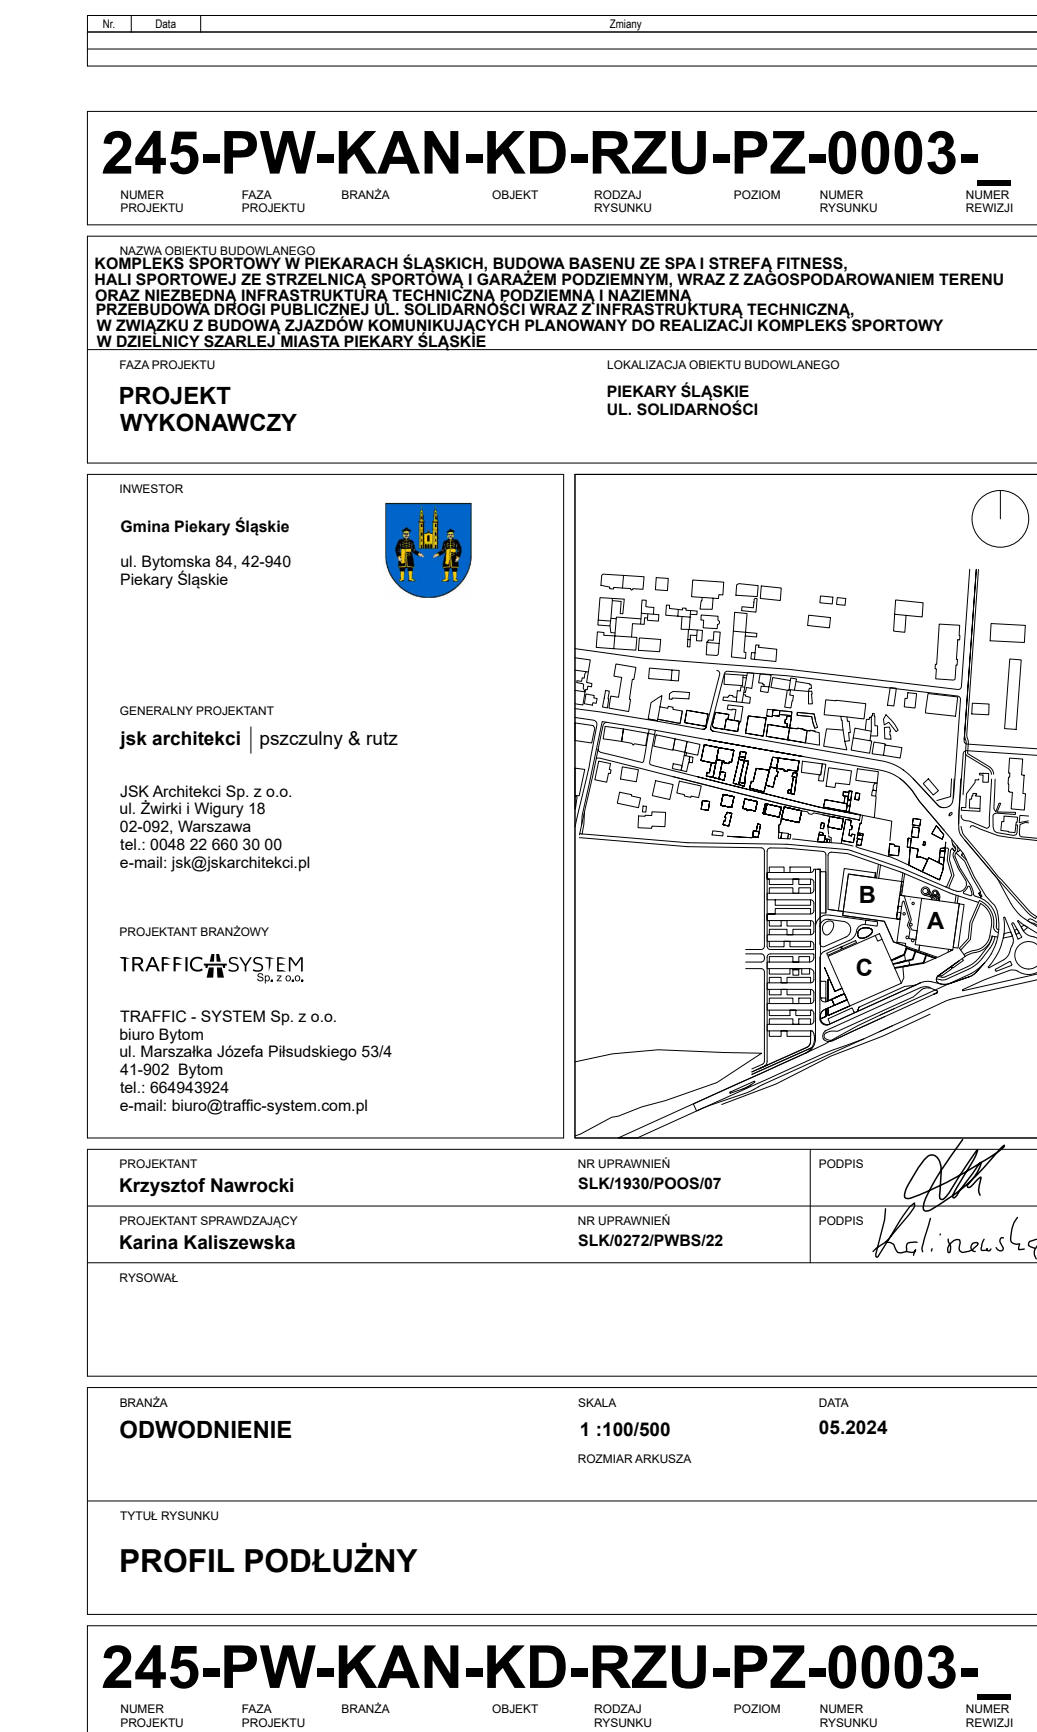 Nr. Data Zmiany
245-PW-KAN-KD-RZU-PZ-0003-_
NUMER PROJEKTU FAZA PROJEKTU BRANŻA OBJEKT RODZAJ RYSUNKU POZIOM NUMER RYSUNKU NUMER REWIZJI
NAZWA OBIEKTU BUDOWLANEGO
KOMPLEKS SPORTOWY W PIEKARACH ŚLĄSKICH, BUDOWA BASENU ZE SPA I STREFĄ FITNESS,
HALI SPORTOWEJ ZE STRZELNICĄ SPORTOWĄ I GARAŻEM PODZIEMNYM, WRAZ Z ZAGOSPODAROWANIEM TERENU
ORAZ NIEZBĘDNĄ INFRASTRUKTURĄ TECHNICZNĄ PODZIEMNĄ I NAZIEMNĄ
PRZEBUDOWA DROGI PUBLICZNEJ UL. SOLIDARNOŚCI WRAZ Z INFRASTRUKTURĄ TECHNICZNĄ,
W ZWIĄZKU Z BUDOWĄ ZJAZDÓW KOMUNIKUJĄCYCH PLANOWANY DO REALIZACJI KOMPLEKS SPORTOWY
W DZIELNICY SZARLEJ MIASTA PIEKARY ŚLĄSKIE
FAZA PROJEKTU
PROJEKT
WYKONAWCZY
LOKALIZACJA OBIEKTU BUDOWLANEGO
PIEKARY ŚLĄSKIE
UL. SOLIDARNOŚCI
INWESTOR
Gmina Piekary Śląskie
ul. Bytomska 84, 42-940
Piekary Śląskie
GENERALNY PROJEKTANT
jsk architekci | pszczulny & rutz
JSK Architekci Sp. z o.o.
ul. Żwirki i Wigury 18
02-092, Warszawa
tel.: 0048 22 660 30 00
e-mail: jsk@jskarchitekci.pl
PROJEKTANT BRANŻOWY
TRAFFIC SYSTEM
Sp. z o.o.
TRAFFIC - SYSTEM Sp. z o.o.
biuro Bytom
ul. Marszałka Józefa Piłsudskiego 53/4
41-902 Bytom
tel.: 664943924
e-mail: biuro@traffic-system.com.pl
B
A
C
PROJEKTANT
Krzysztof Nawrocki
NR UPRAWNIEŃ
SLK/1930/POOS/07
PODPIS
PROJEKTANT SPRAWDZAJĄCY
Karina Kaliszewska
NR UPRAWNIEŃ
SLK/0272/PWBS/22
PODPIS
RYSOWAŁ
BRANŻA
ODWODNIENIE
SKALA
1 :100/500
ROZMIAR ARKUSZA
DATA
05.2024
TYTUŁ RYSUNKU
PROFIL PODŁUŻNY
245-PW-KAN-KD-RZU-PZ-0003-_
NUMER PROJEKTU FAZA PROJEKTU BRANŻA OBJEKT RODZAJ RYSUNKU POZIOM NUMER RYSUNKU NUMER REWIZJI